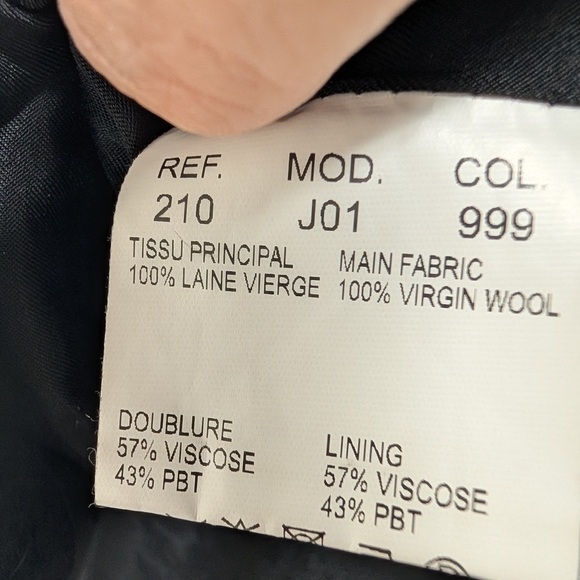 REF. MOD. COL.
210 J01 999
TISSU PRINCIPAL MAIN FABRIC
100% LAINE VIERGE 100% VIRGIN WOOL
DOUBLURE LINING
57% VISCOSE 57% VISCOSE
43% PBT 43% PBT